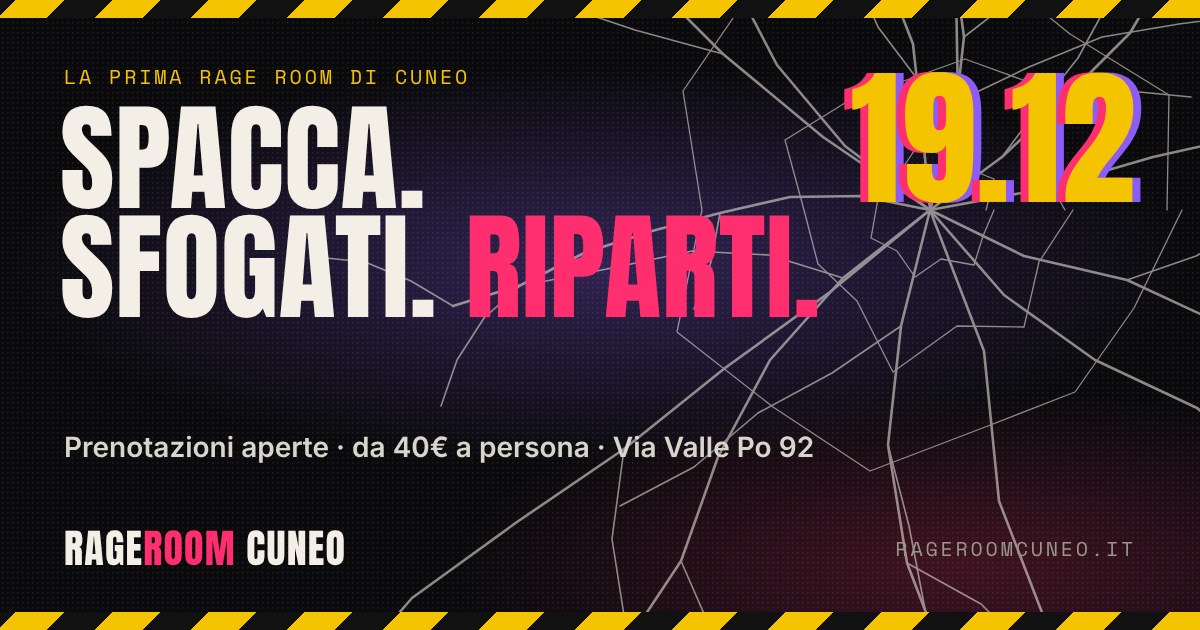 LA PRIMA RAGE ROOM DI CUNEO
19.12
SPACCA.
SFOGATI. RIPARTI.
Prenotazioni aperte · da 40€ a persona · Via Valle Po 92
RAGEROOM CUNEO
RAGEROOMCUNEO.IT